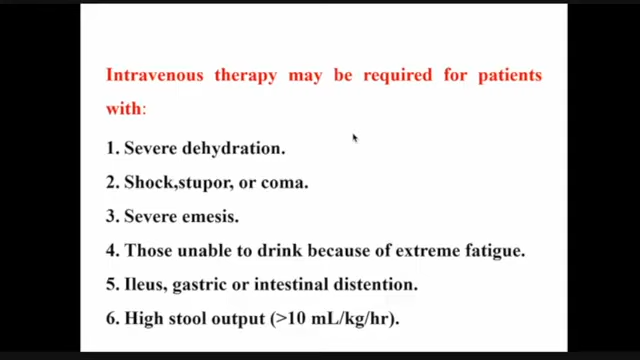 Intravenous therapy may be required for patients
with:
1. Severe dehydration.
2. Shock,stupor, or coma.
3. Severe emesis.
4. Those unable to drink because of extreme fatigue.
5. Ileus, gastric or intestinal distention.
6. High stool output (>10 mL/kg/hr).